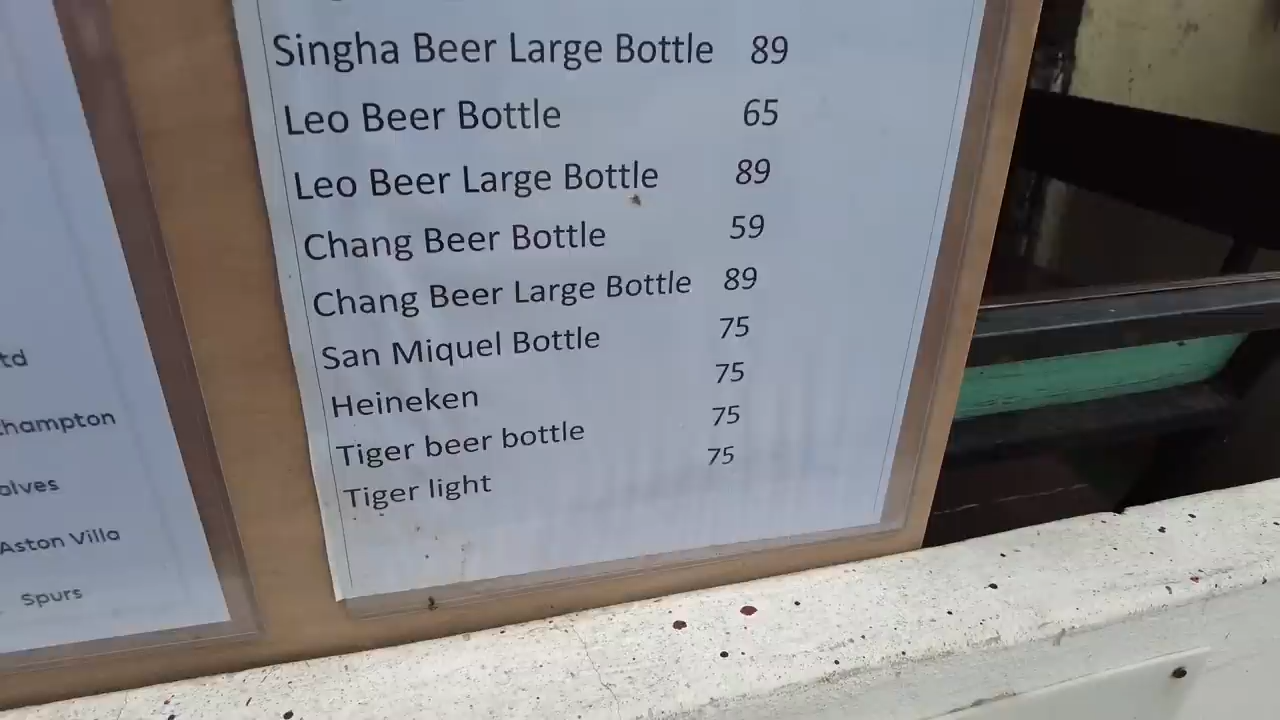 Singha Beer Large Bottle 89
Leo Beer Bottle 65
Leo Beer Large Bottle 89
Chang Beer Bottle 59
Chang Beer Large Bottle 89
San Miquel Bottle 75
Heineken 75
Tiger beer bottle 75
Tiger light 75
td
hampton
olves
Aston Villa
Spurs